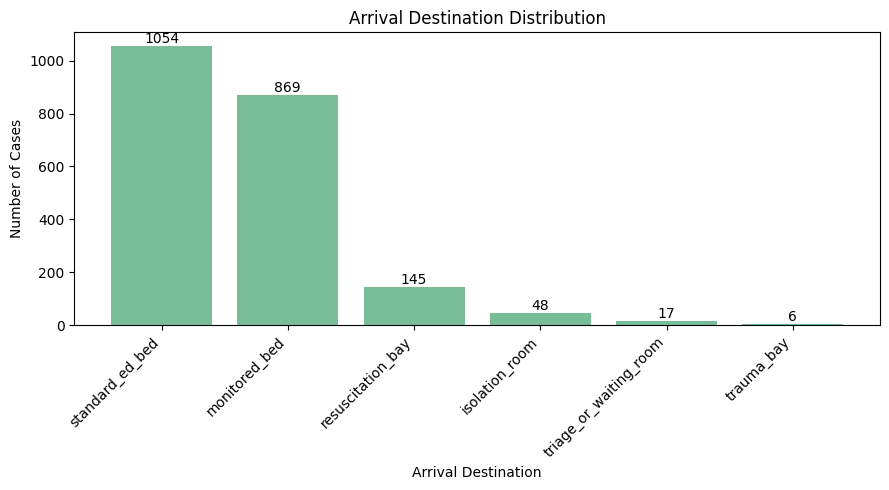 Arrival Destination Distribution
Number of Cases
1000
800
600
400
200
0
1054
869
145
48
17
6
standard_ed_bed
monitored_bed
resuscitation_bay
isolation_room
triage_or_waiting_room
trauma_bay
Arrival Destination